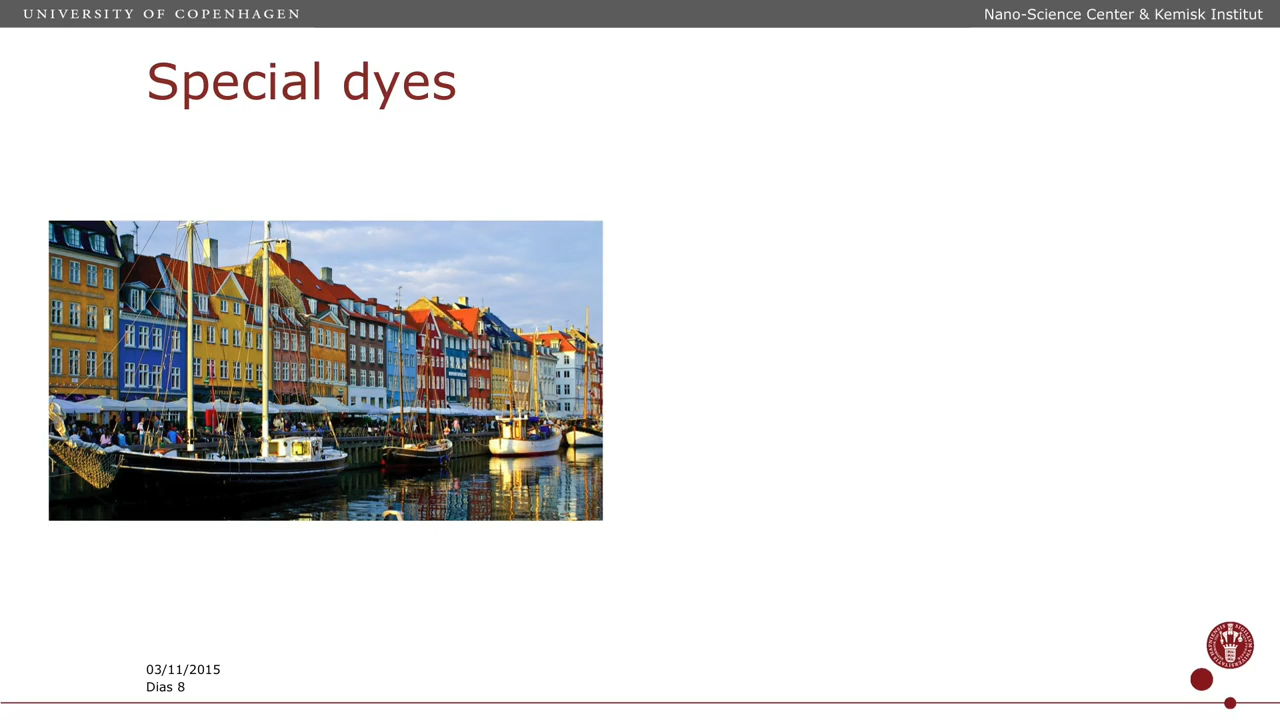 UNIVERSITY OF COPENHAGEN
Nano-Science Center & Kemisk Institut
Special dyes
03/11/2015
Dias 8